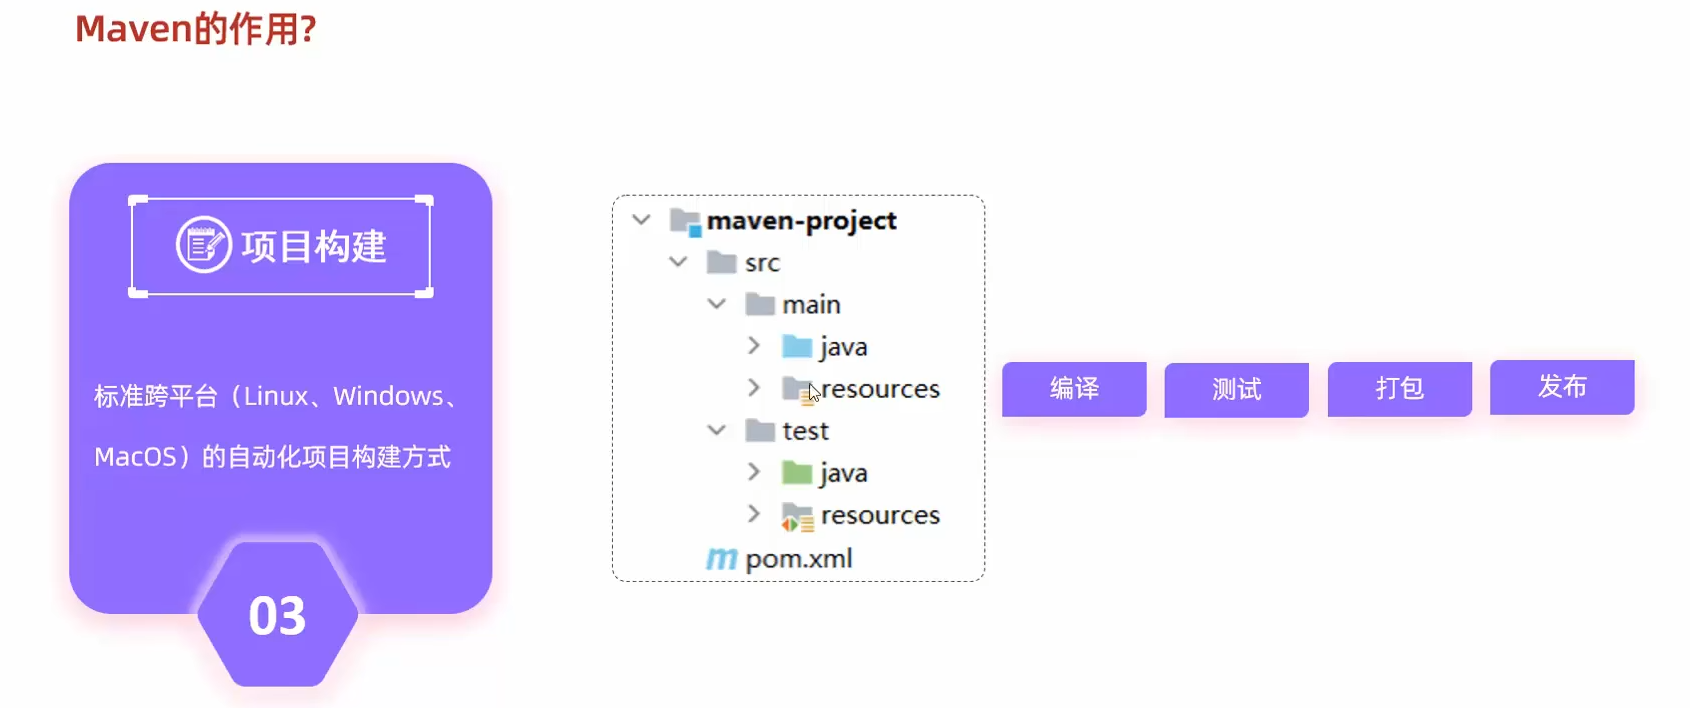 Maven的作用?
项目构建
标准跨平台（Linux、Windows、
MacOS）的自动化项目构建方式
03
maven-project
src
main
java
resources
test
java
resources
m pom.xml
编译
测试
打包
发布